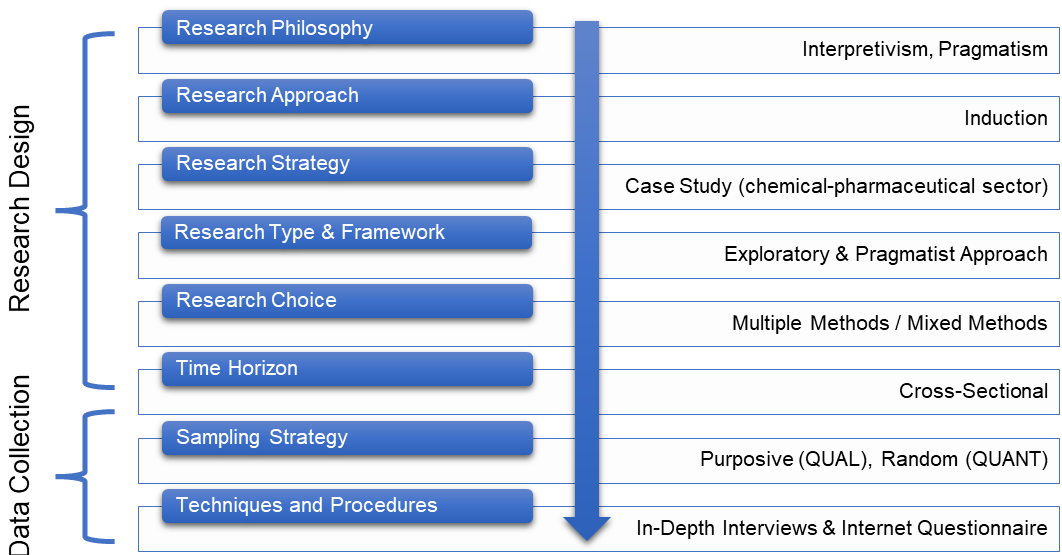 Research Design
Research Philosophy
Interpretivism, Pragmatism
Research Approach
Induction
Research Strategy
Case Study (chemical-pharmaceutical sector)
Research Type & Framework
Exploratory & Pragmatist Approach
Research Choice
Multiple Methods / Mixed Methods
Time Horizon
Cross-Sectional
Data Collection
Sampling Strategy
Purposive (QUAL), Random (QUANT)
Techniques and Procedures
In-Depth Interviews & Internet Questionnaire